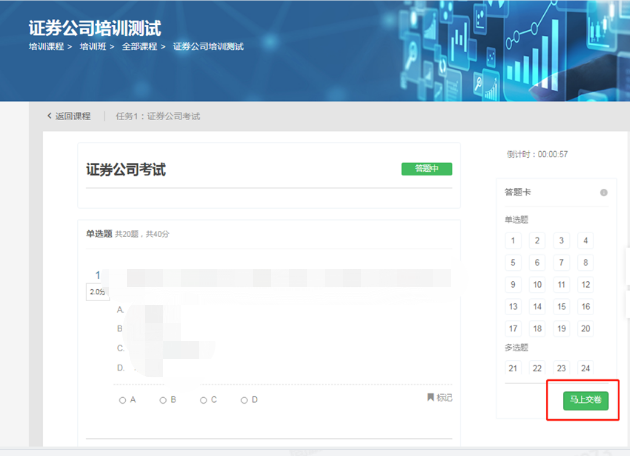 证券公司培训测试
培训课程 > 培训班 > 全部课程 > 证券公司培训测试
< 返回课程 任务1：证券公司考试
证券公司考试
答题中
单选题 共20题，共40分
1
2.0分
A.
B
C.
D.
A B C D
标记
倒计时：00:00:57
答题卡
单选题
1 2 3 4
5 6 7 8
9 10 11 12
13 14 15 16
17 18 19 20
多选题
21 22 23 24
马上交卷